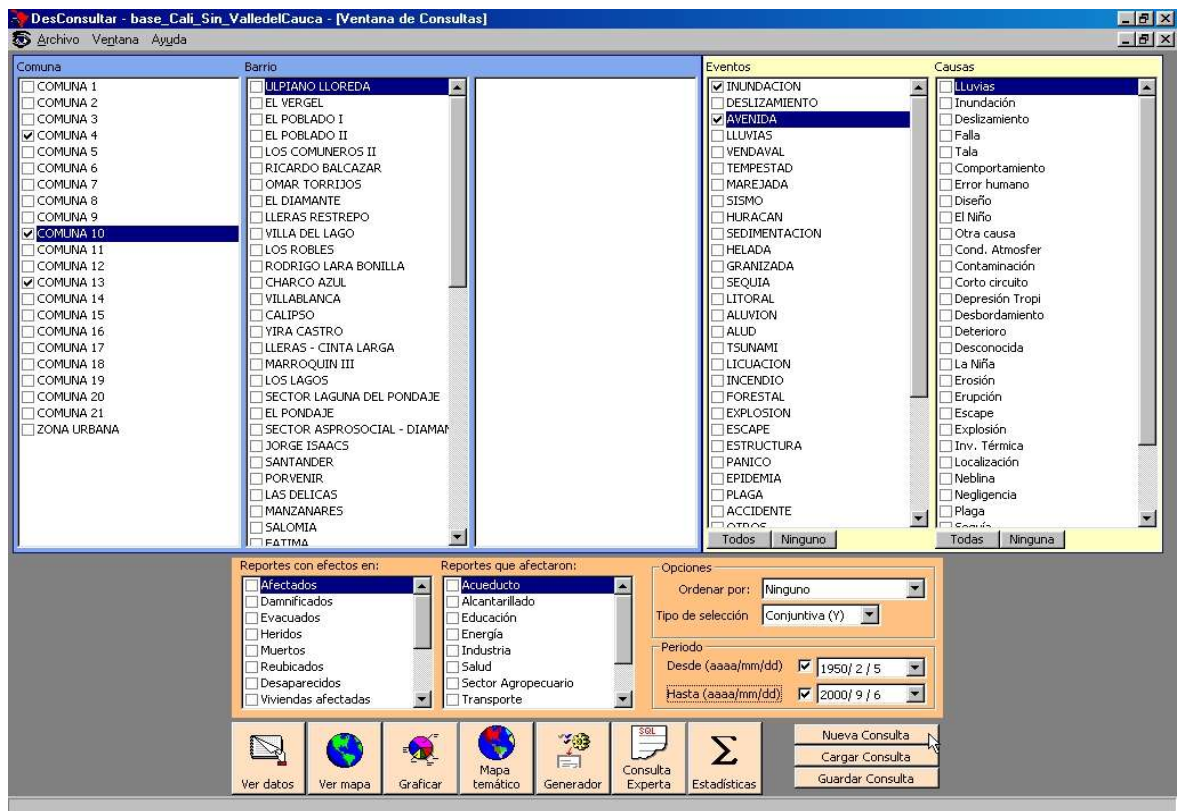 DesConsultar - base_Cali_Sin_ValledelCauca - [Ventana de Consultas]
Archivo Ventana Ayuda
Comuna
COMUNA 1
COMUNA 2
COMUNA 3
COMUNA 4
COMUNA 5
COMUNA 6
COMUNA 7
COMUNA 8
COMUNA 9
COMUNA 10
COMUNA 11
COMUNA 12
COMUNA 13
COMUNA 14
COMUNA 15
COMUNA 16
COMUNA 17
COMUNA 18
COMUNA 19
COMUNA 20
COMUNA 21
ZONA URBANA
Barrio
ULPIANO LLOREDA
EL VERGEL
EL POBLADO I
EL POBLADO II
LOS COMUNEROS II
RICARDO BALCAZAR
OMAR TORRIJOS
EL DIAMANTE
LLERAS RESTREPO
VILLA DEL LAGO
LOS ROBLES
RODRIGO LARA BONILLA
CHARCO AZUL
VILLABLANCA
CALIPSO
YIRA CASTRO
LLERAS - CINTA LARGA
MARROQUIN III
LOS LAGOS
SECTOR LAGUNA DEL PONDAJE
EL PONDAJE
SECTOR ASPROSOCIAL - DIAMAN
JORGE ISAACS
SANTANDER
PORVENIR
LAS DELICAS
MANZANARES
SALOMIA
FATIMA
Eventos
INUNDACION
DESLIZAMIENTO
AVENIDA
LLUVIAS
VENDAVAL
TEMPESTAD
MAREJADA
SISMO
HURACAN
SEDIMENTACION
HELADA
GRANIZADA
SEQUIA
LITORAL
ALUVION
ALUD
TSUNAMI
LICUACION
INCENDIO
FORESTAL
EXPLOSION
ESCAPE
ESTRUCTURA
PANICO
EPIDEMIA
PLAGA
ACCIDENTE
OTROS
Todos Ninguno
Causas
LLuvias
Inundación
Deslizamiento
Falla
Tala
Comportamiento
Error humano
Diseño
El Niño
Otra causa
Cond. Atmosfer
Contaminación
Corto circuito
Depresión Tropi
Desbordamiento
Deterioro
Desconocida
La Niña
Erosión
Erupción
Escape
Explosión
Inv. Térmica
Localización
Neblina
Negligencia
Plaga
Sequía
Todas Ninguna
Reportes con efectos en:
Afectados
Damnificados
Evacuados
Heridos
Muertos
Reubicados
Desaparecidos
Viviendas afectadas
Reportes que afectaron:
Acueducto
Alcantarillado
Educación
Energía
Industria
Salud
Sector Agropecuario
Transporte
Opciones
Ordenar por: Ninguno
Tipo de selección Conjuntiva (Y)
Periodo
Desde (aaaa/mm/dd) 1950/ 2 / 5
Hasta (aaaa/mm/dd) 2000/ 9 / 6
Ver datos
Ver mapa
Graficar
Mapa
temático
Generador
SQL
Consulta
Experta
Σ
Estadísticas
Nueva Consulta
Cargar Consulta
Guardar Consulta